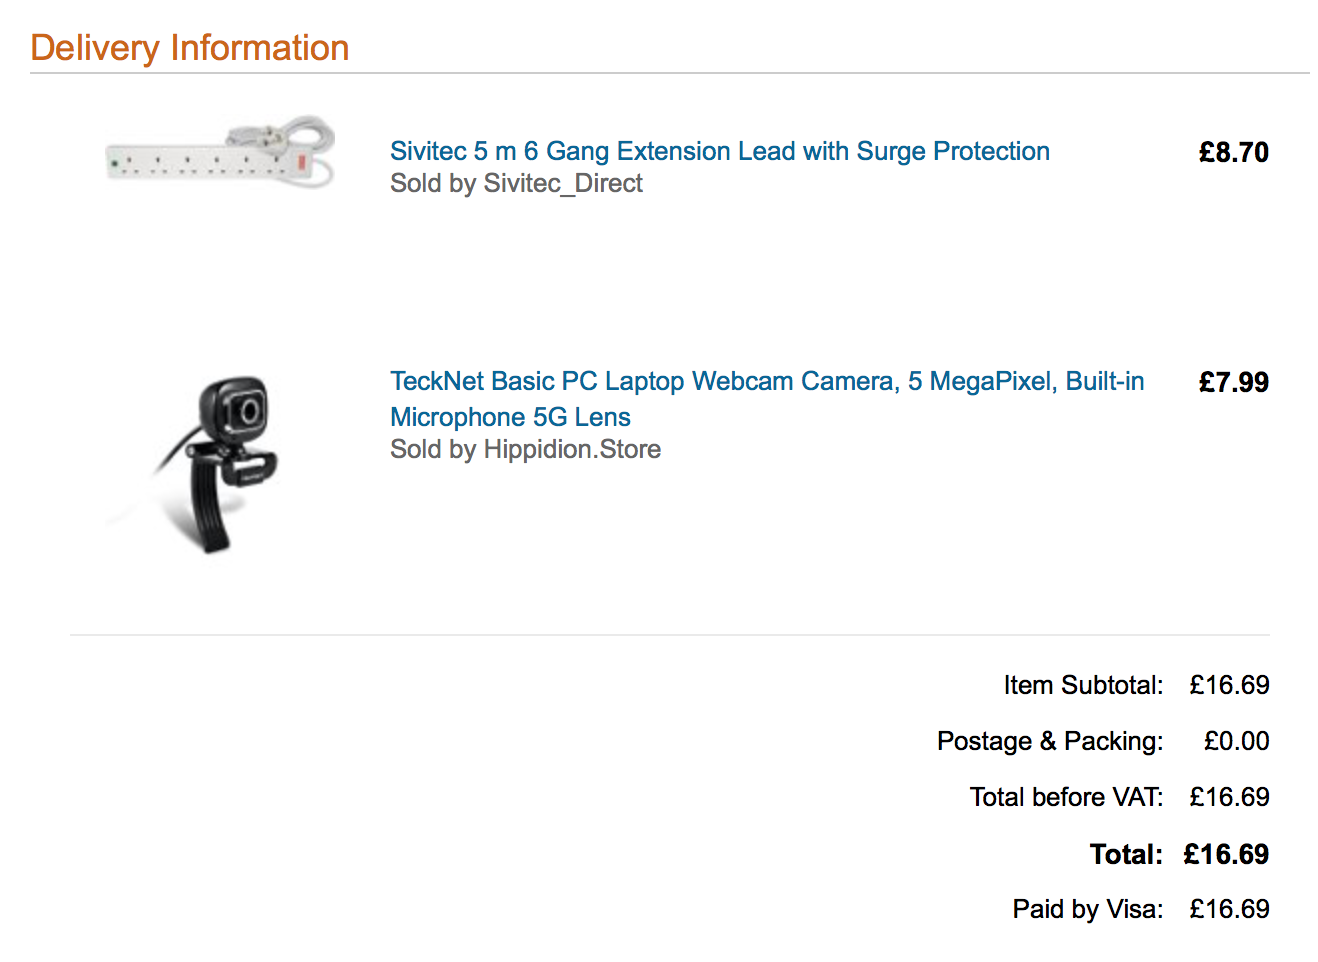 Delivery Information
Sivitec 5 m 6 Gang Extension Lead with Surge Protection £8.70
Sold by Sivitec_Direct
TeckNet Basic PC Laptop Webcam Camera, 5 MegaPixel, Built-in £7.99
Microphone 5G Lens
Sold by Hippidion.Store
Item Subtotal: £16.69
Postage & Packing: £0.00
Total before VAT: £16.69
Total: £16.69
Paid by Visa: £16.69